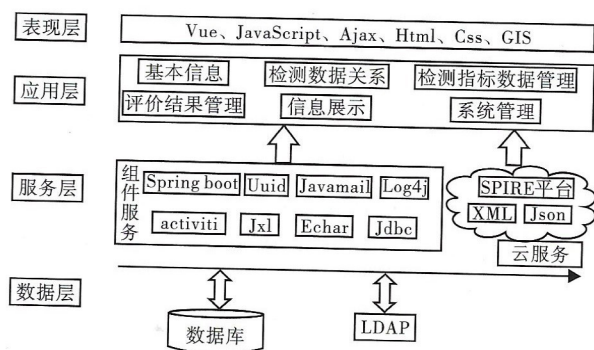 表现层
Vue、JavaScript、Ajax、Html、Css、GIS
应用层
基本信息 检测数据关系 检测指标数据管理
评价结果管理 信息展示 系统管理
服务层
组件服务
Spring boot Uuid Javamail Log4j
activiti Jxl Echar Jdbc
SPIRE平台
XML Json
云服务
数据层
数据库 LDAP